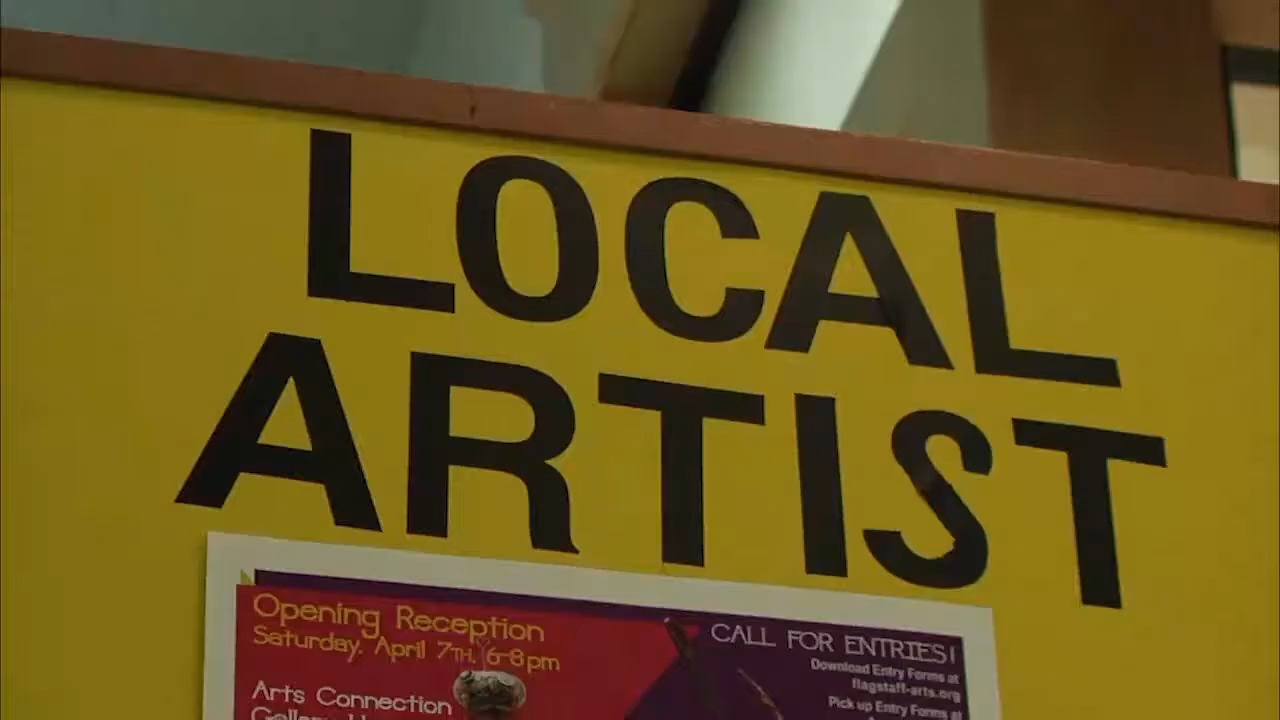 LOCAL
ARTIST
Opening Reception
Saturday, April 7TH, 6-8pm
Arts Connection
CALL FOR ENTRIES!
Download Entry Forms at
flagstaff-arts.org
Pick up Entry Forms at